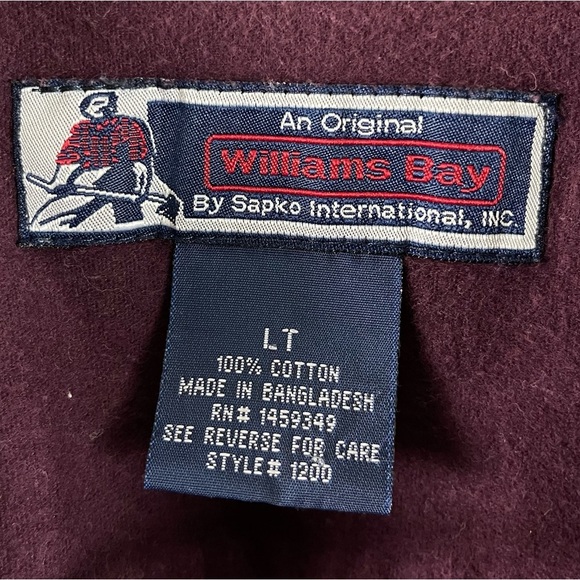 An Original
Williams Bay
By Sapko International, INC.
LT
100% COTTON
MADE IN BANGLADESH
RN# 1459349
SEE REVERSE FOR CARE
STYLE# 1200